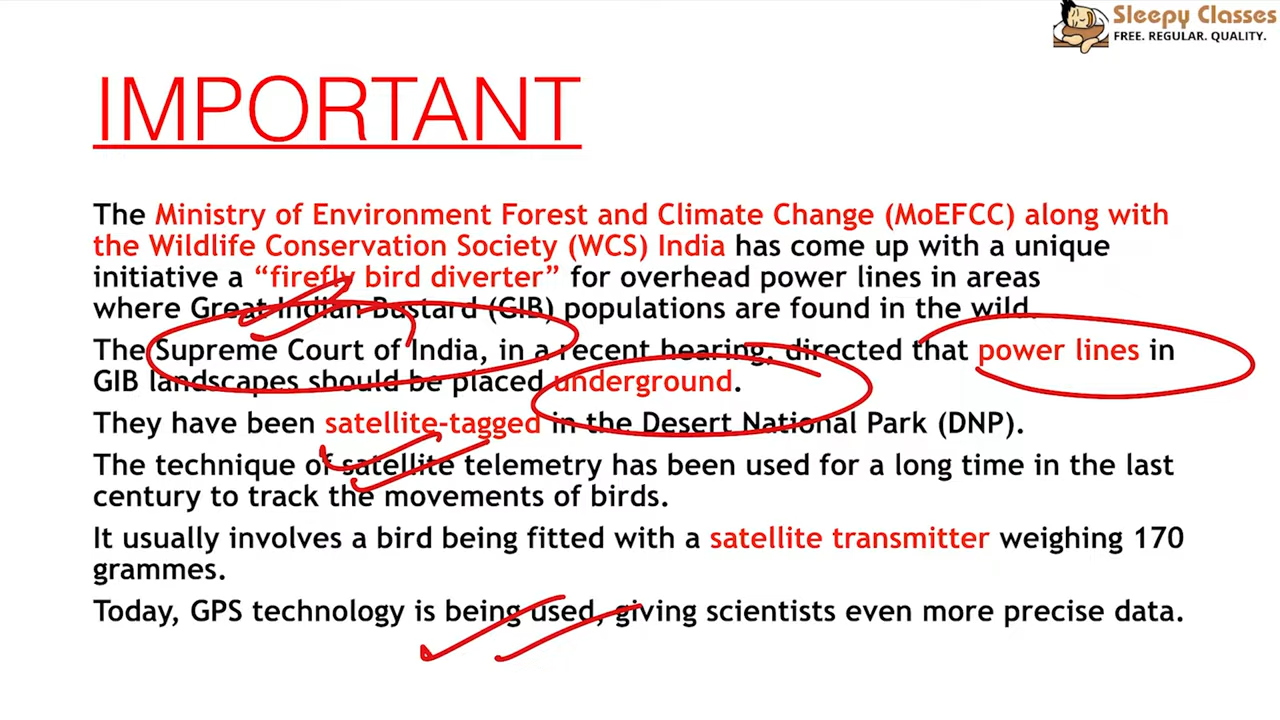 Sleepy Classes
FREE. REGULAR. QUALITY.
IMPORTANT
The Ministry of Environment Forest and Climate Change (MoEFCC) along with
the Wildlife Conservation Society (WCS) India has come up with a unique
initiative a “firefly bird diverter” for overhead power lines in areas
where Great Indian Bustard (GIB) populations are found in the wild.
The Supreme Court of India, in a recent hearing, directed that power lines in
GIB landscapes should be placed underground.
They have been satellite-tagged in the Desert National Park (DNP).
The technique of satellite telemetry has been used for a long time in the last
century to track the movements of birds.
It usually involves a bird being fitted with a satellite transmitter weighing 170
grammes.
Today, GPS technology is being used, giving scientists even more precise data.